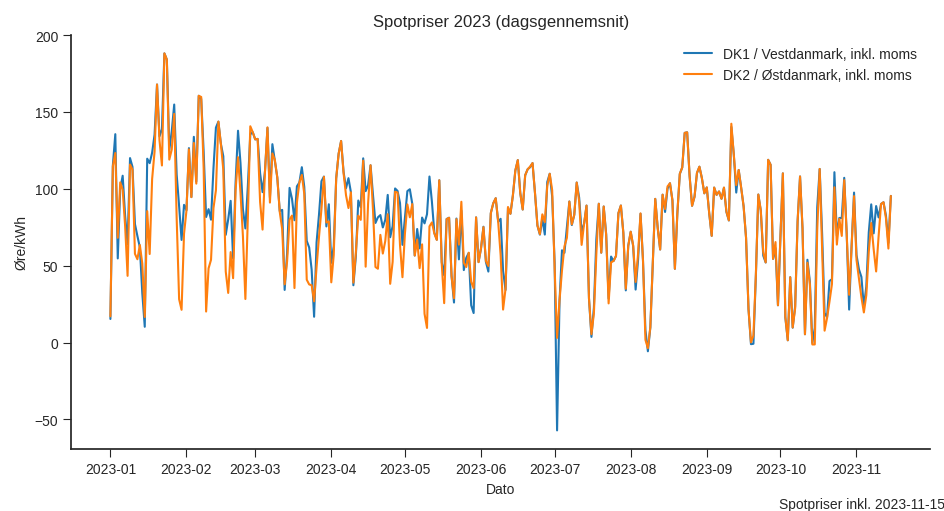 Spotpriser 2023 (dagsgennemsnit)
DK1 / Vestdanmark, inkl. moms
DK2 / Østdanmark, inkl. moms
Øre/kWh
200
150
100
50
0
−50
2023-01 2023-02 2023-03 2023-04 2023-05 2023-06 2023-07 2023-08 2023-09 2023-10 2023-11
Dato
Spotpriser inkl. 2023-11-15